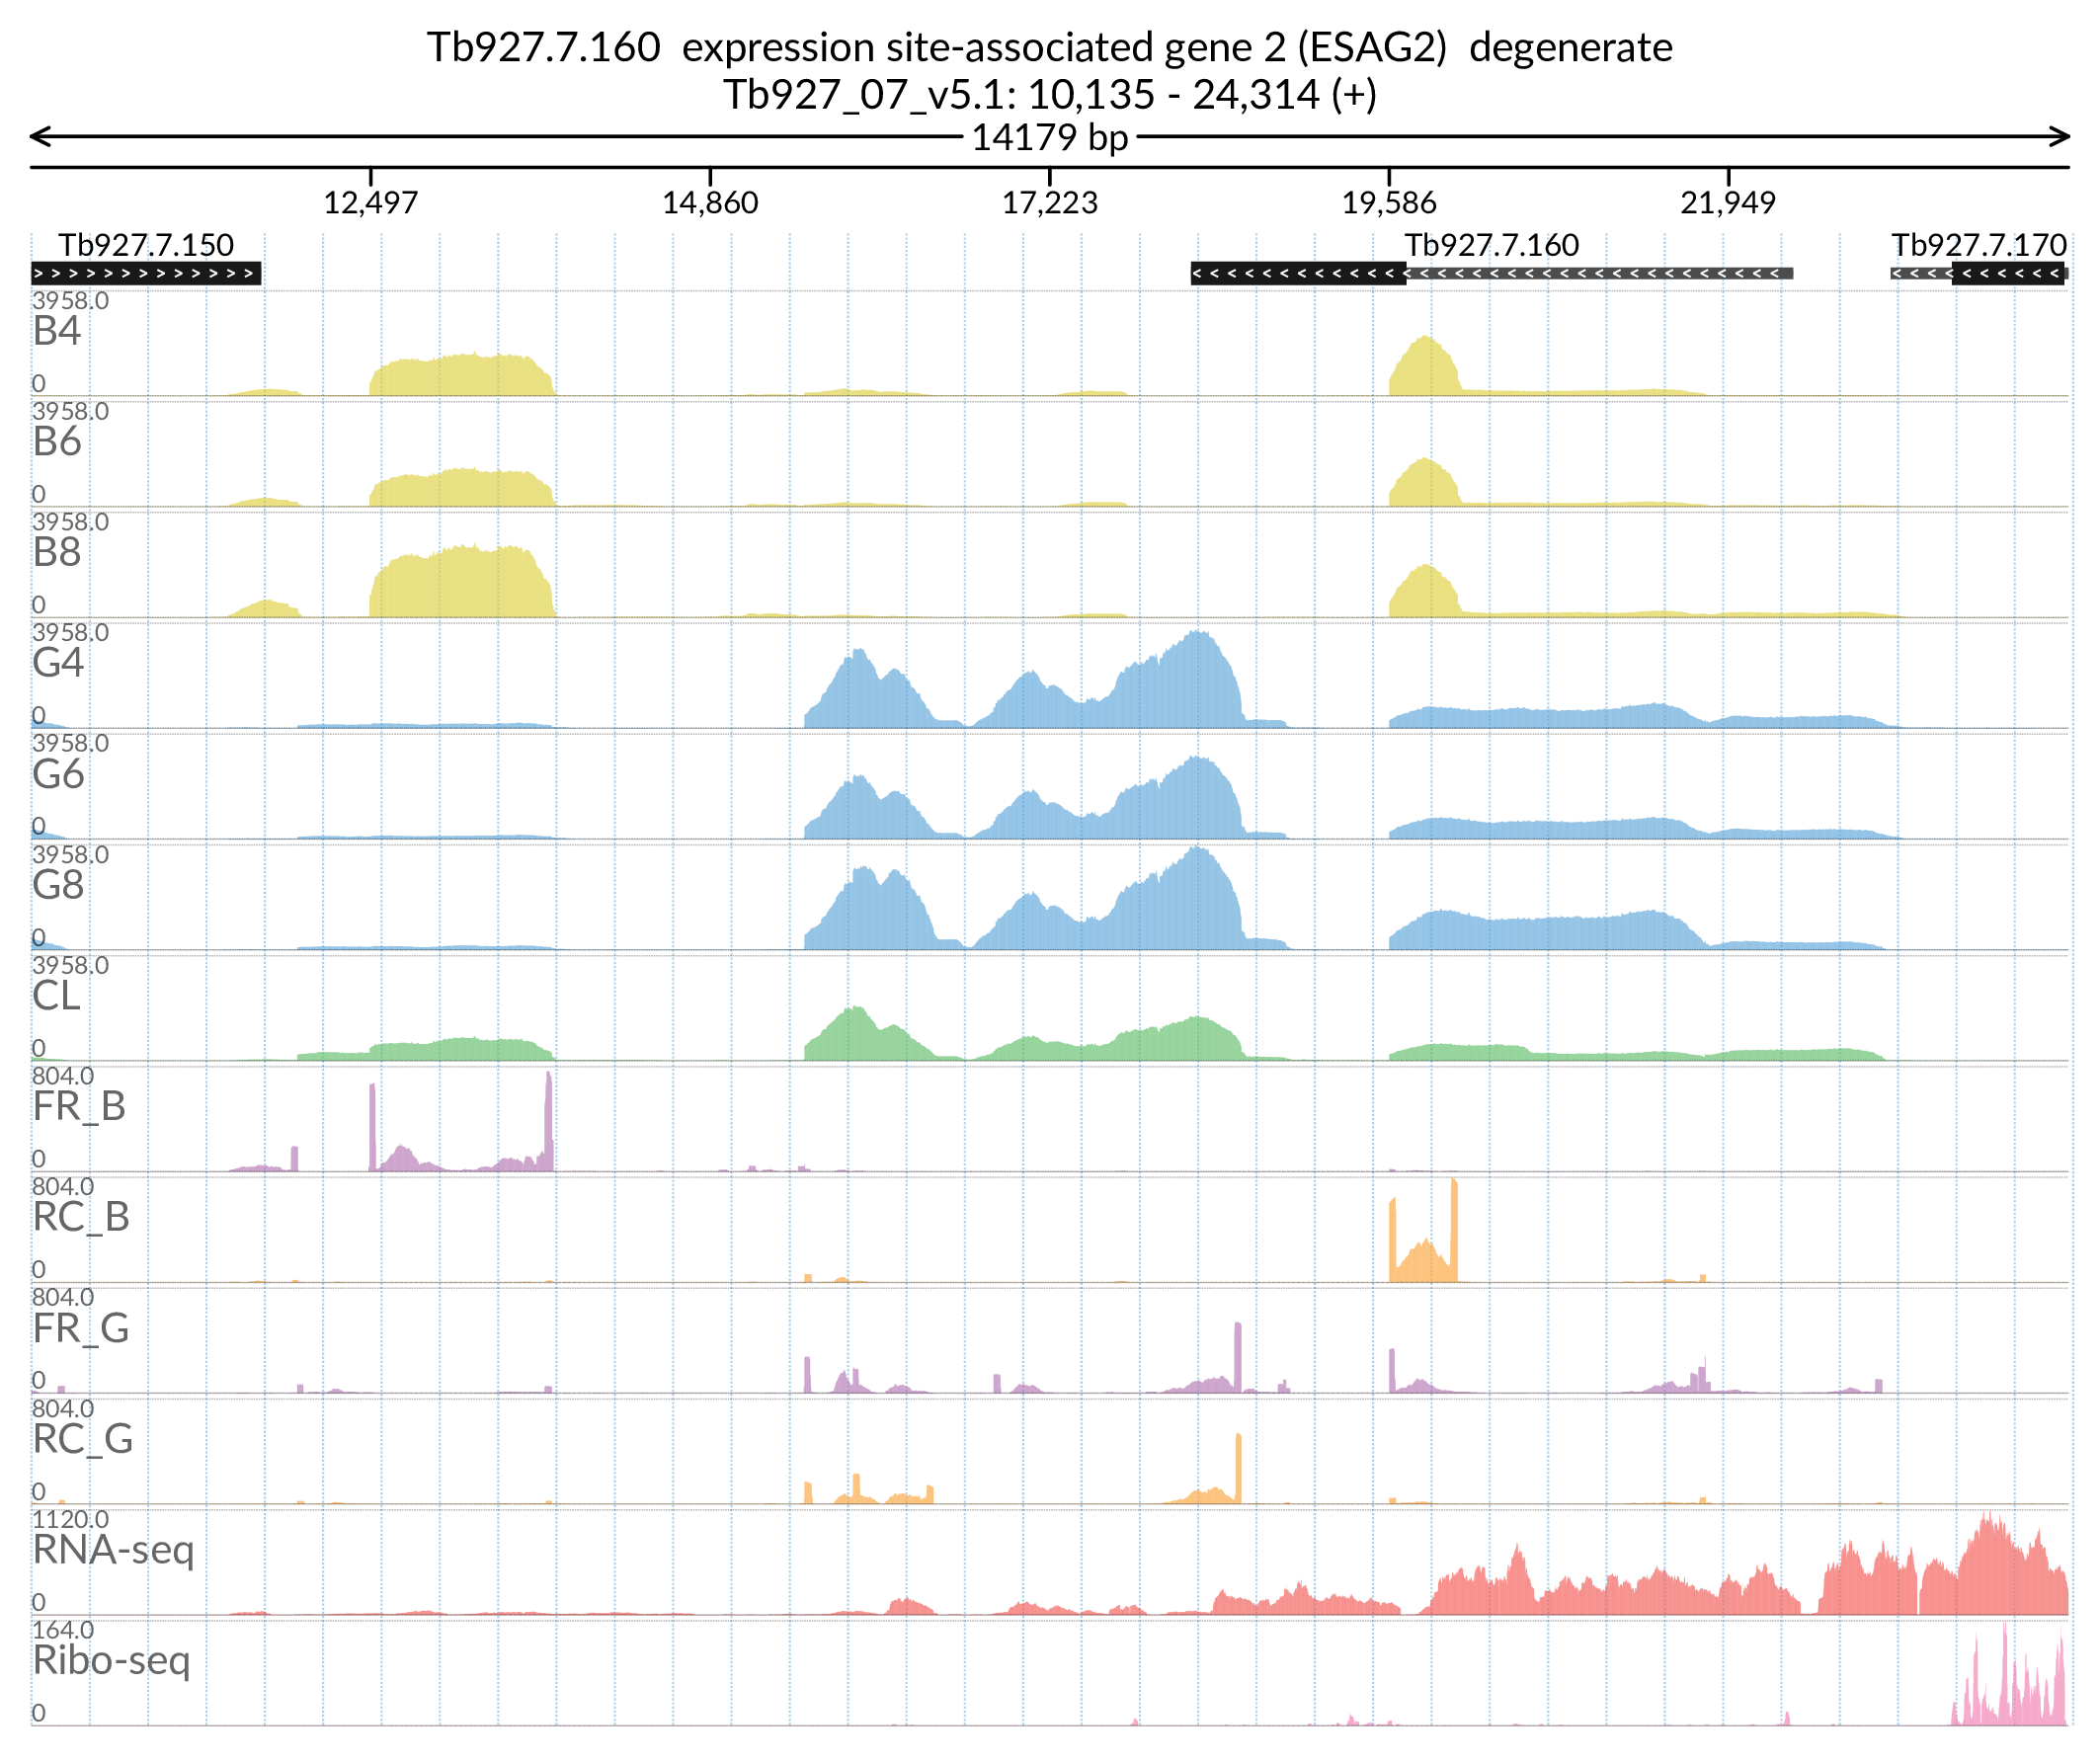 Tb927.7.160  expression site-associated gene 2 (ESAG2)  degenerate
Tb927_07_v5.1: 10,135 - 24,314 (+)
14179 bp
12,497 14,860 17,223 19,586 21,949
Tb927.7.150 Tb927.7.160 Tb927.7.170
3958.0
B4
0
3958.0
B6
0
3958.0
B8
0
3958.0
G4
0
3958.0
G6
0
3958.0
G8
0
3958.0
CL
0
804.0
FR_B
0
804.0
RC_B
0
804.0
FR_G
0
804.0
RC_G
0
1120.0
RNA-seq
0
164.0
Ribo-seq
0